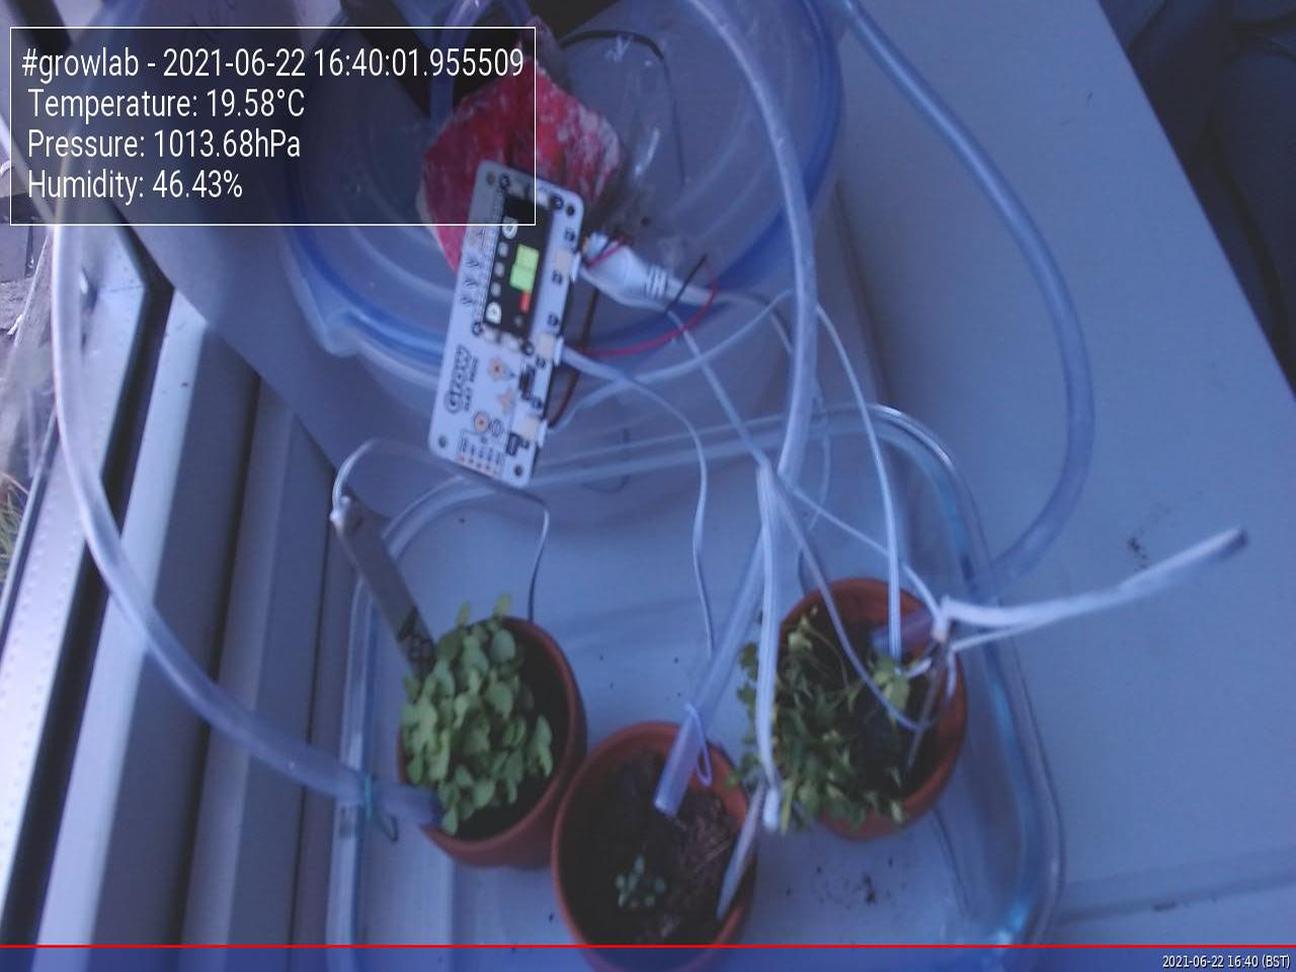 #growlab - 2021-06-22 16:40:01.955509
Temperature: 19.58°C
Pressure: 1013.68hPa
Humidity: 46.43%
GROW
2021-06-22 16:40 (BST)